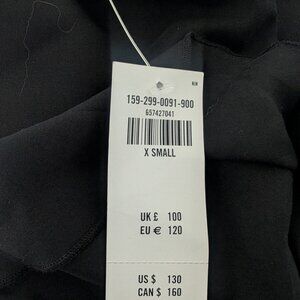 159-299-0091-900
657427041
X SMALL
UK £ 100
EU € 120
US $ 130
CAN $ 160